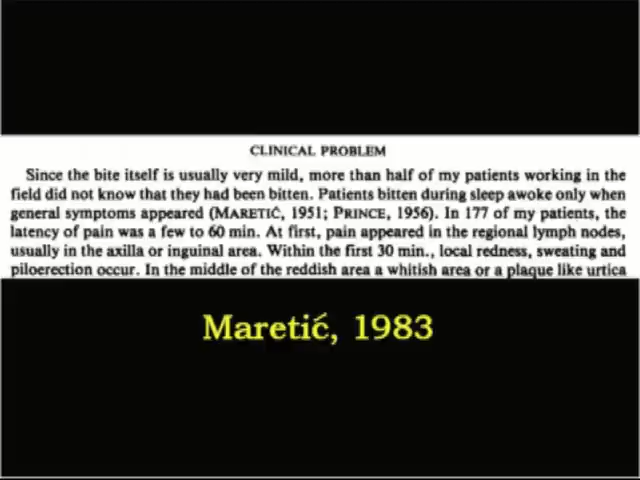 CLINICAL PROBLEM
Since the bite itself is usually very mild, more than half of my patients working in the
field did not know that they had been bitten. Patients bitten during sleep awoke only when
general symptoms appeared (MARETIĆ, 1951; PRINCE, 1956). In 177 of my patients, the
latency of pain was a few to 60 min. At first, pain appeared in the regional lymph nodes,
usually in the axilla or inguinal area. Within the first 30 min., local redness, sweating and
piloerection occur. In the middle of the reddish area a whitish area or a plaque like urtica
Maretić, 1983